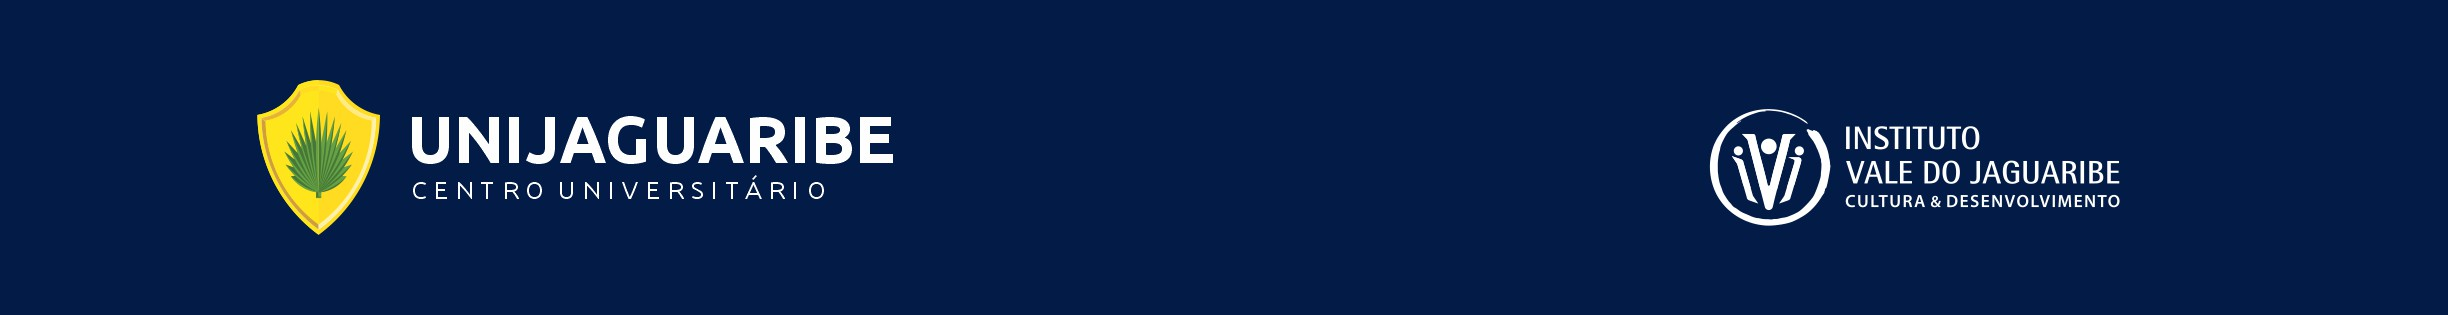 UNIJAGUARIBE
CENTRO UNIVERSITÁRIO
INSTITUTO
VALE DO JAGUARIBE
CULTURA & DESENVOLVIMENTO